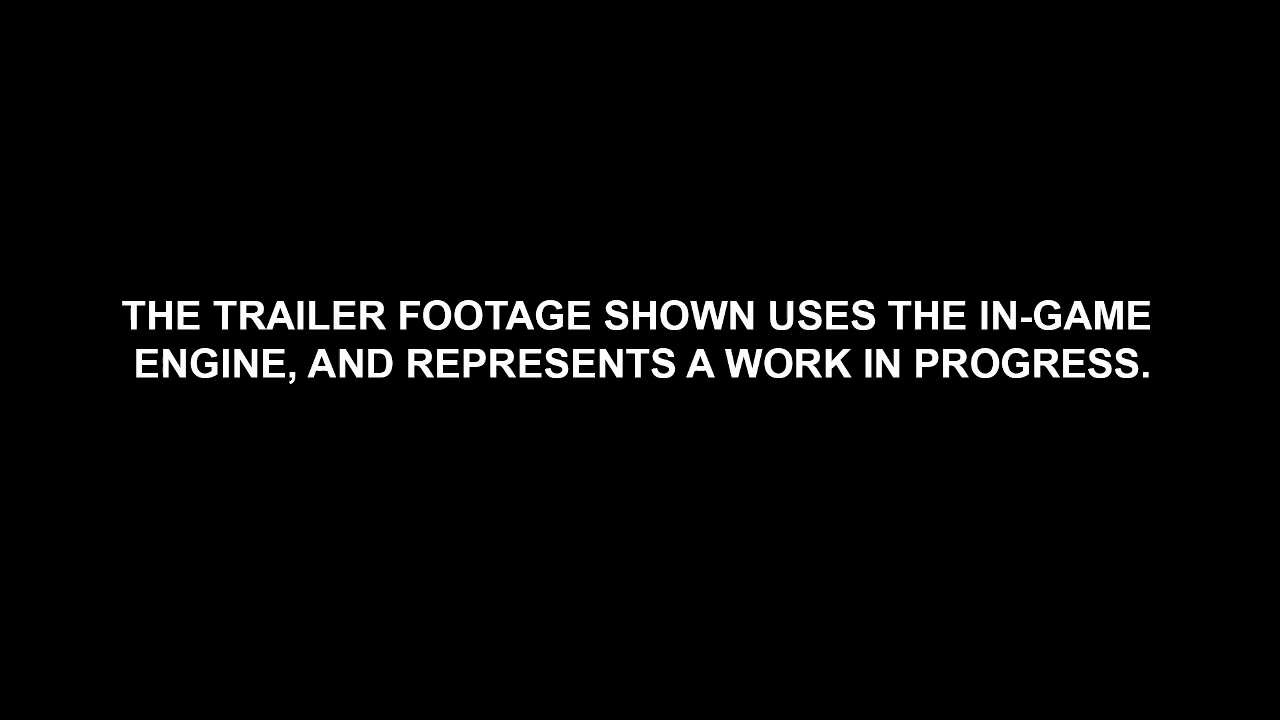 THE TRAILER FOOTAGE SHOWN USES THE IN-GAME
ENGINE, AND REPRESENTS A WORK IN PROGRESS.